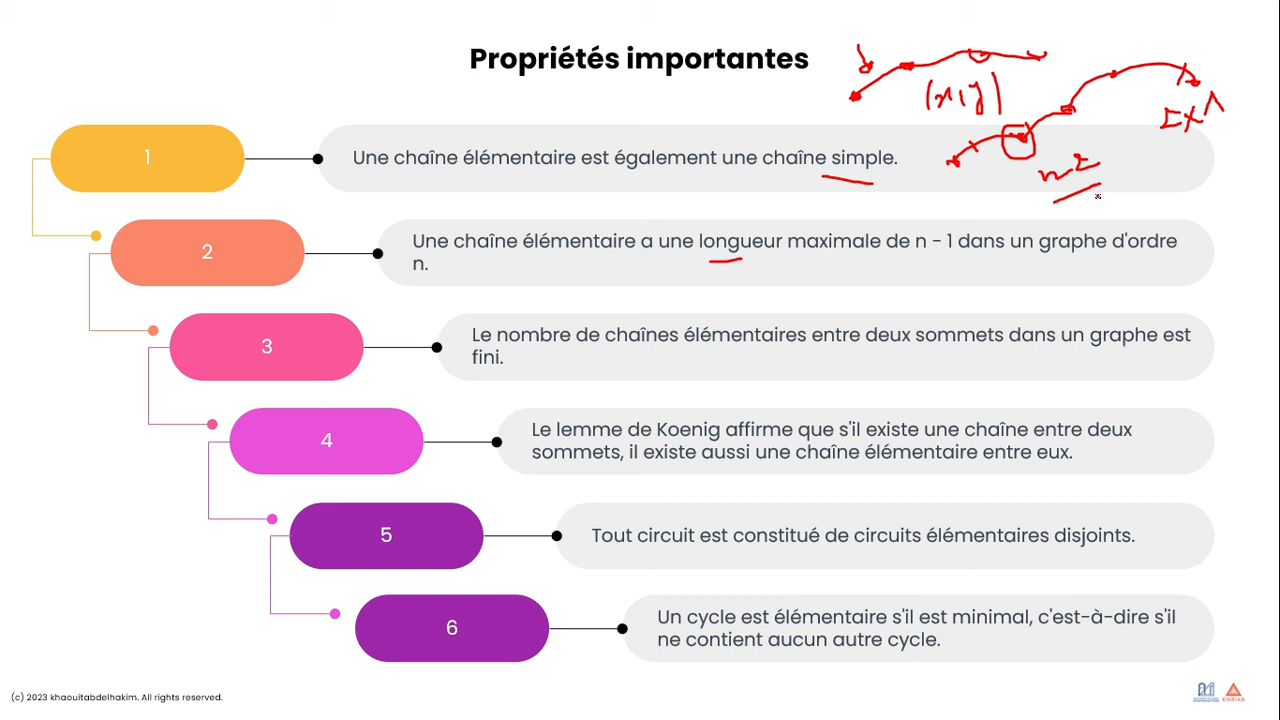 Propriétés importantes
(x,y)
1
Une chaîne élémentaire est également une chaîne simple.
n²
2
Une chaîne élémentaire a une longueur maximale de n - 1 dans un graphe d'ordre
n.
3
Le nombre de chaînes élémentaires entre deux sommets dans un graphe est
fini.
4
Le lemme de Koenig affirme que s'il existe une chaîne entre deux
sommets, il existe aussi une chaîne élémentaire entre eux.
5
Tout circuit est constitué de circuits élémentaires disjoints.
6
Un cycle est élémentaire s'il est minimal, c'est-à-dire s'il
ne contient aucun autre cycle.
(c) 2023 khaouitabdelhakim. All rights reserved.
ENSIAS